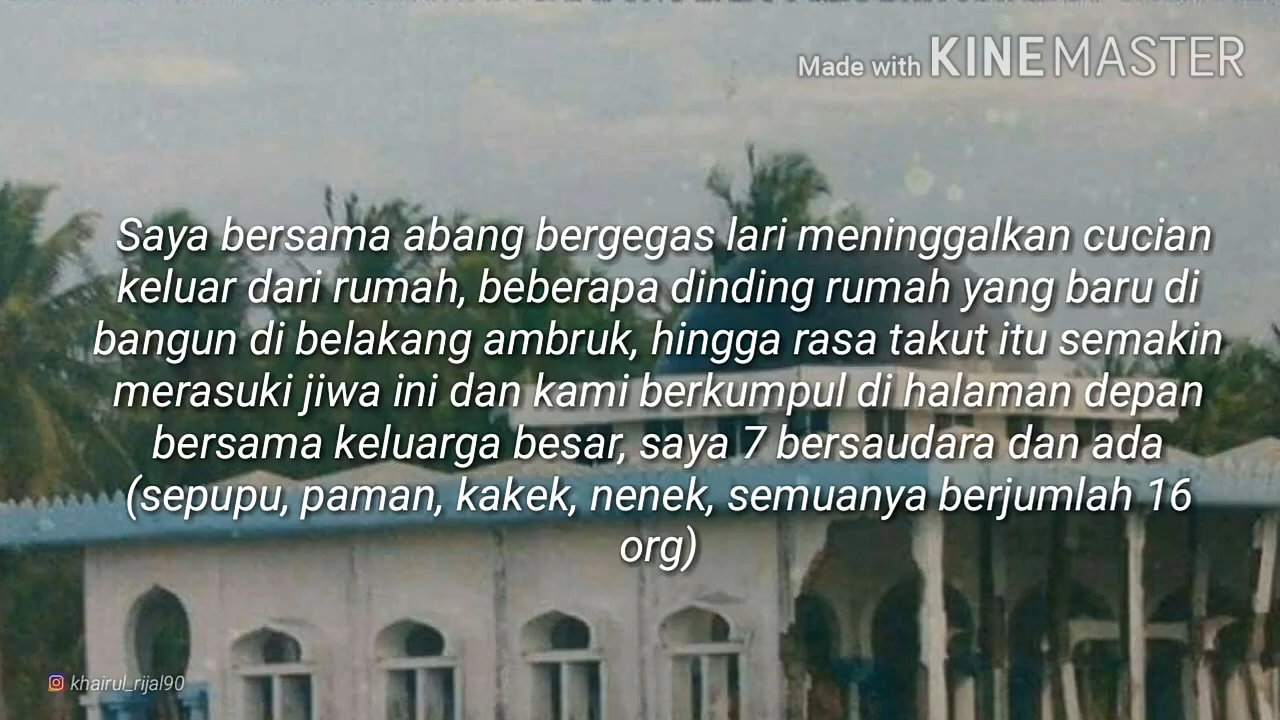 Made with KINEMASTER
Saya bersama abang bergegas lari meninggalkan cucian
keluar dari rumah, beberapa dinding rumah yang baru di
bangun di belakang ambruk, hingga rasa takut itu semakin
merasuki jiwa ini dan kami berkumpul di halaman depan
bersama keluarga besar, saya 7 bersaudara dan ada
(sepupu, paman, kakek, nenek, semuanya berjumlah 16
org)
khairul_rijal90